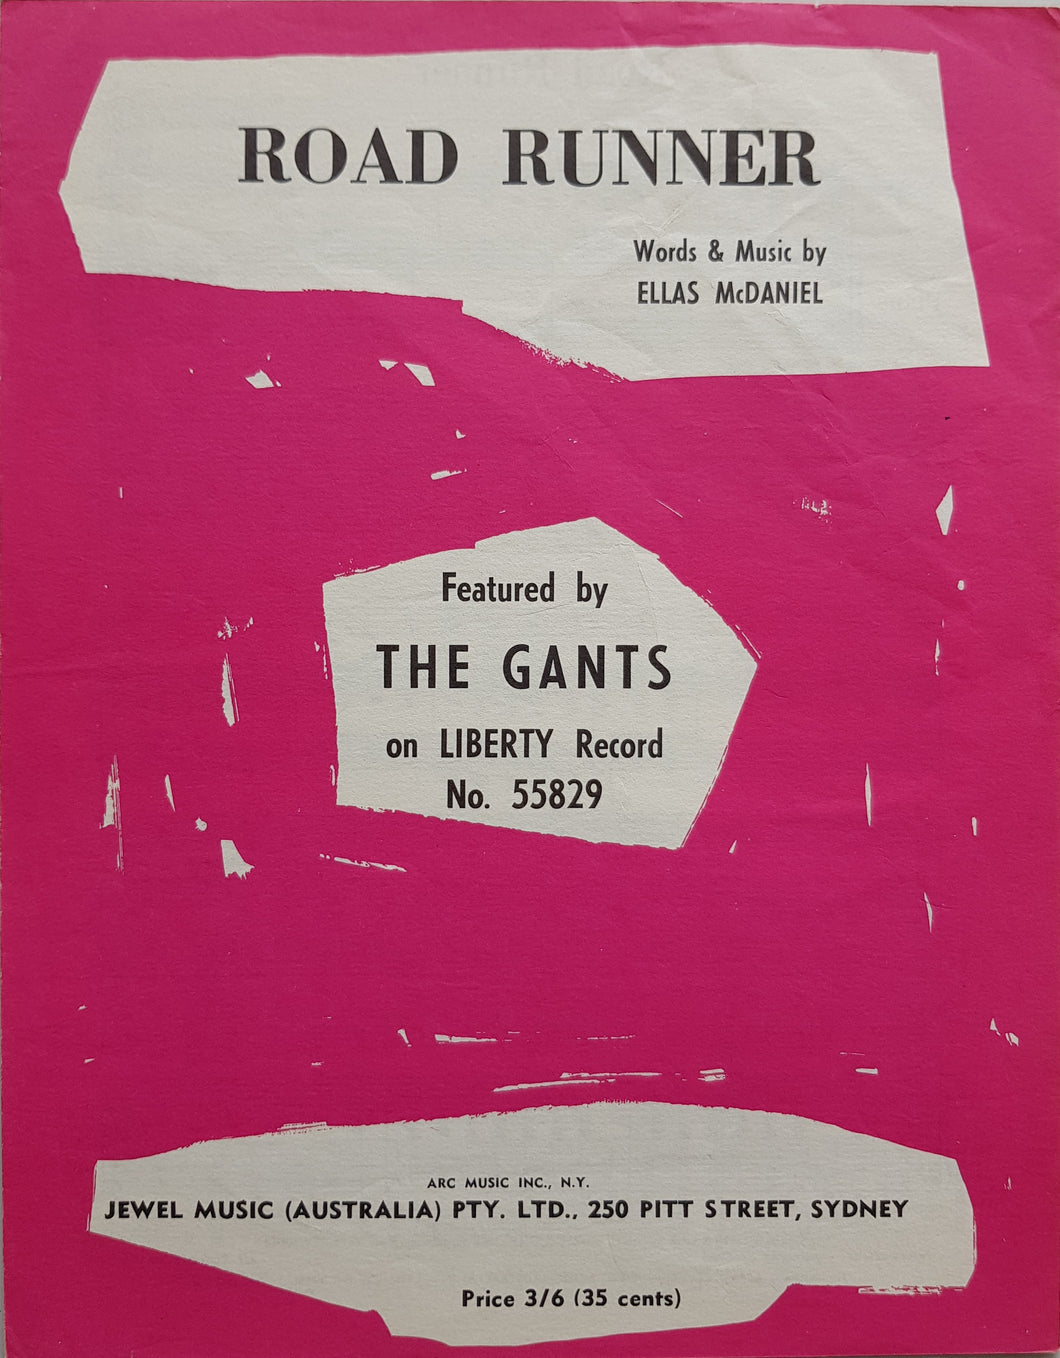 ROAD RUNNER
Words & Music by
ELLAS McDANIEL
Featured by
THE GANTS
on LIBERTY Record
No. 55829
ARC MUSIC INC., N.Y.
JEWEL MUSIC (AUSTRALIA) PTY. LTD., 250 PITT STREET, SYDNEY
Price 3/6 (35 cents)